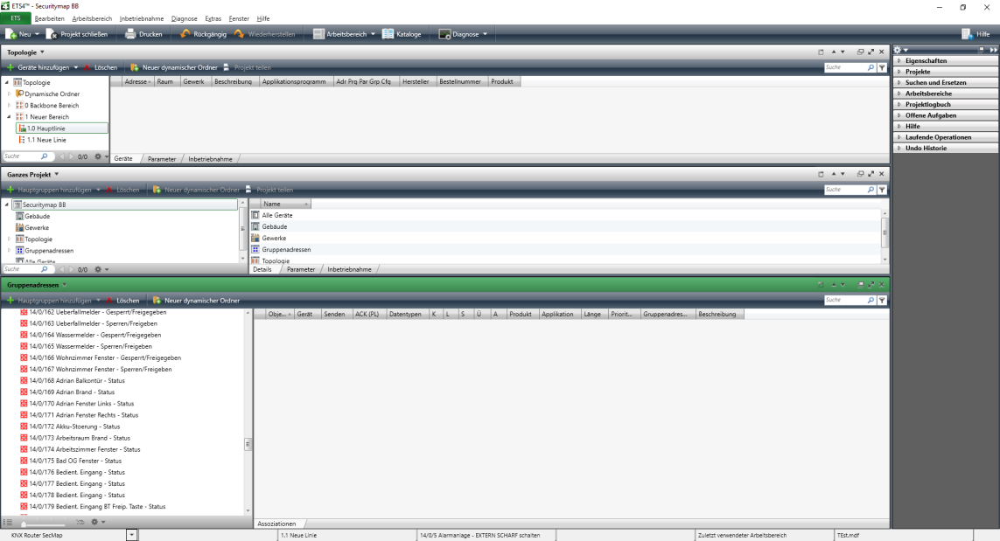 ETS4™ - Securitymap BB
ETS Bearbeiten Arbeitsbereich Inbetriebnahme Diagnose Extras Fenster Hilfe
Neu Projekt schließen Drucken Rückgängig Wiederherstellen Arbeitsbereich Kataloge Diagnose Hilfe
Topologie
Geräte hinzufügen Löschen Neuer dynamischer Ordner Projekt teilen Suche
Topologie
Dynamische Ordner
0 Backbone Bereich
1 Neuer Bereich
1.0 Hauptlinie
1.1 Neue Linie
Suche 0/0
Adresse Raum Gewerk Beschreibung Applikationsprogramm Adr Prg Par Grp Cfg Hersteller Bestellnummer Produkt
Geräte Parameter Inbetriebnahme
Eigenschaften
Projekte
Suchen und Ersetzen
Arbeitsbereiche
Projektlogbuch
Offene Aufgaben
Hilfe
Laufende Operationen
Undo Historie
Ganzes Projekt
Hauptgruppen hinzufügen Löschen Neuer dynamischer Ordner Projekt teilen Suche
Securitymap BB
Gebäude
Gewerke
Topologie
Gruppenadressen
Alle Geräte
Suche 0/0
Name
Alle Geräte
Gebäude
Gewerke
Gruppenadressen
Topologie
Details Parameter Inbetriebnahme
Gruppenadressen
Hauptgruppen hinzufügen Löschen Neuer dynamischer Ordner Suche
14/0/162 Ueberfallmelder - Gesperrt/Freigegeben
14/0/163 Ueberfallmelder - Sperren/Freigeben
14/0/164 Wassermelder - Gesperrt/Freigegeben
14/0/165 Wassermelder - Sperren/Freigeben
14/0/166 Wohnzimmer Fenster - Gesperrt/Freigegeben
14/0/167 Wohnzimmer Fenster - Sperren/Freigeben
14/0/168 Adrian Balkontür - Status
14/0/169 Adrian Brand - Status
14/0/170 Adrian Fenster Links - Status
14/0/171 Adrian Fenster Rechts - Status
14/0/172 Akku-Stoerung - Status
14/0/173 Arbeitsraum Brand - Status
14/0/174 Arbeitszimmer Fenster - Status
14/0/175 Bad OG Fenster - Status
14/0/176 Bedient. Eingang - Status
14/0/177 Bedient. Eingang - Status
14/0/178 Bedient. Eingang - Status
14/0/179 Bedient. Eingang BT Freip. Taste - Status
Obje... Gerät Senden ACK (PL) Datentypen K L S Ü A Produkt Applikation Länge Priorit... Gruppenadres... Beschreibung
Assoziationen
KNX Router SecMap 1.1 Neue Linie 14/0/5 Alarmanlage - EXTERN SCHARF schalten Zuletzt verwendeter Arbeitsbereich TEst.mdf